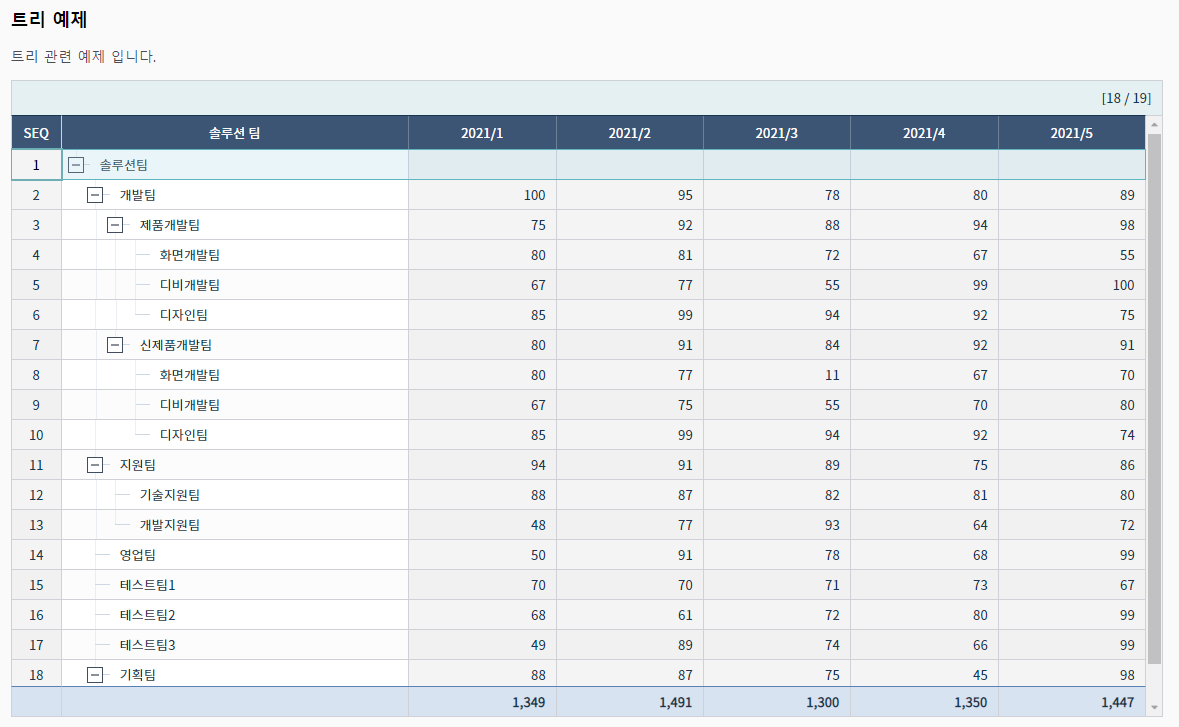 트리 예제
트리 관련 예제 입니다.
[18 / 19]
SEQ 솔루션 팀 2021/1 2021/2 2021/3 2021/4 2021/5
1 솔루션팀
2 개발팀 100 95 78 80 89
3 제품개발팀 75 92 88 94 98
4 화면개발팀 80 81 72 67 55
5 디비개발팀 67 77 55 99 100
6 디자인팀 85 99 94 92 75
7 신제품개발팀 80 91 84 92 91
8 화면개발팀 80 77 11 67 70
9 디비개발팀 67 75 55 70 80
10 디자인팀 85 99 94 92 74
11 지원팀 94 91 89 75 86
12 기술지원팀 88 87 82 81 80
13 개발지원팀 48 77 93 64 72
14 영업팀 50 91 78 68 99
15 테스트팀1 70 70 71 73 67
16 테스트팀2 68 61 72 80 99
17 테스트팀3 49 89 74 66 99
18 기획팀 88 87 75 45 98
1,349 1,491 1,300 1,350 1,447